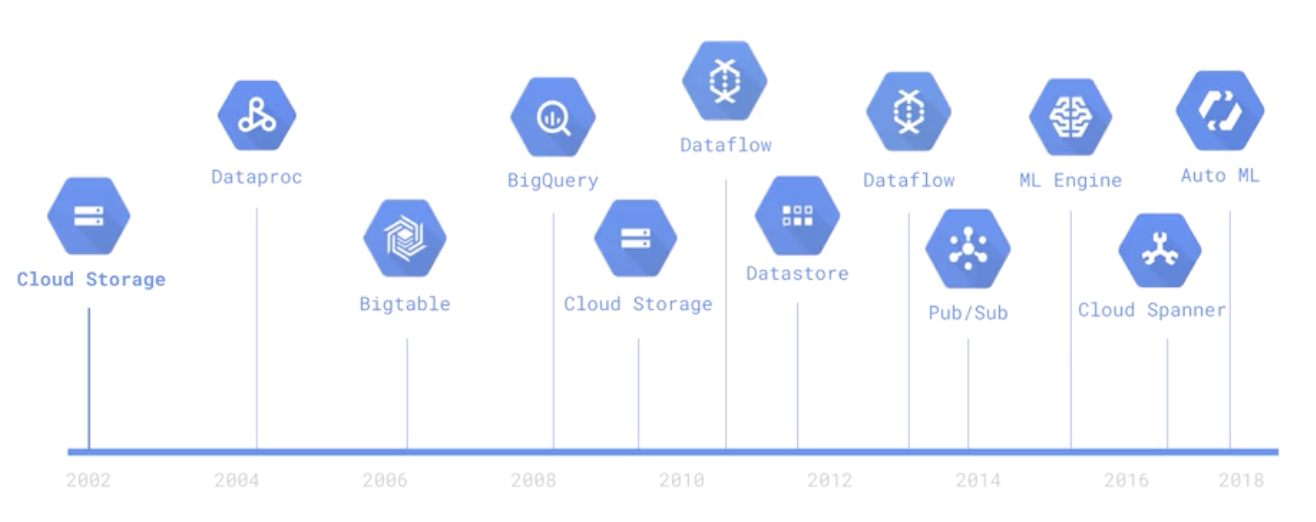 Dataflow
Dataproc
BigQuery
Dataflow
ML Engine
Auto ML
Cloud Storage
Bigtable
Cloud Storage
Datastore
Pub/Sub
Cloud Spanner
2002
2004
2006
2008
2010
2012
2014
2016
2018